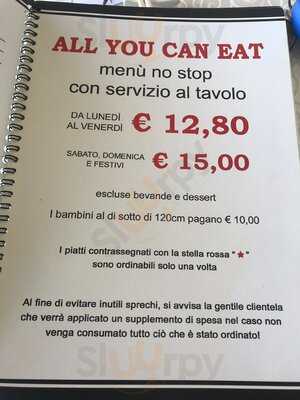 ALL YOU CAN EAT
menù no stop
con servizio al tavolo
DA LUNEDÌ
AL VENERDÌ € 12,80
SABATO, DOMENICA
E FESTIVI € 15,00
escluse bevande e dessert
I bambini al di sotto di 120cm pagano € 10,00
I piatti contrassegnati con la stella rossa "★"
sono ordinabili solo una volta
Al fine di evitare inutili sprechi, si avvisa la gentile clientela
che verrà applicato un supplemento di spesa nel caso non
venga consumato tutto ciò che è stato ordinato!
sluurpy
sluurpy
sluurpy